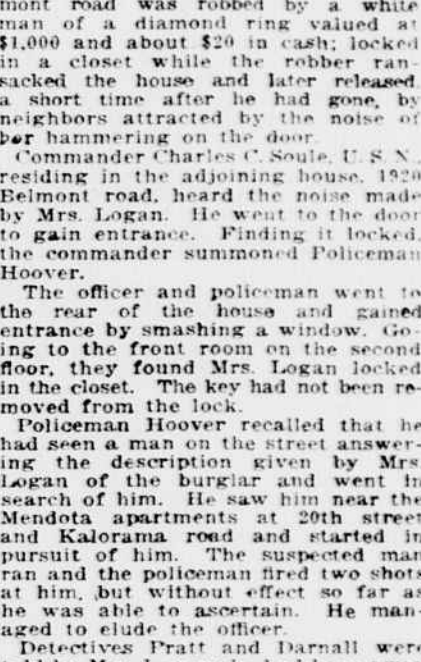 mont road was robbed by a white
man of a diamond ring valued at
$1,000 and about $20 in cash; locked
in a closet while the robber ran-
sacked the house and later released,
a short time after he had gone, by
neighbors attracted by the noise of
her hammering on the door.
Commander Charles C. Soule, U. S. N.,
residing in the adjoining house, 1920
Belmont road, heard the noise made
by Mrs. Logan. He went to the door
to gain entrance. Finding it locked,
the commander summoned Policeman
Hoover.
The officer and policeman went to
the rear of the house and gained
entrance by smashing a window. Go-
ing to the front room on the second
floor, they found Mrs. Logan locked
in the closet. The key had not been re-
moved from the lock.
Policeman Hoover recalled that he
had seen a man on the street answer-
ing the description given by Mrs.
Logan of the burglar and went in
search of him. He saw him near the
Mendota apartments at 20th street
and Kalorama road and started in
pursuit of him. The suspected man
ran and the policeman fired two shots
at him, but without effect so far as
he was able to ascertain. He man-
aged to elude the officer.
Detectives Pratt and Darnall were